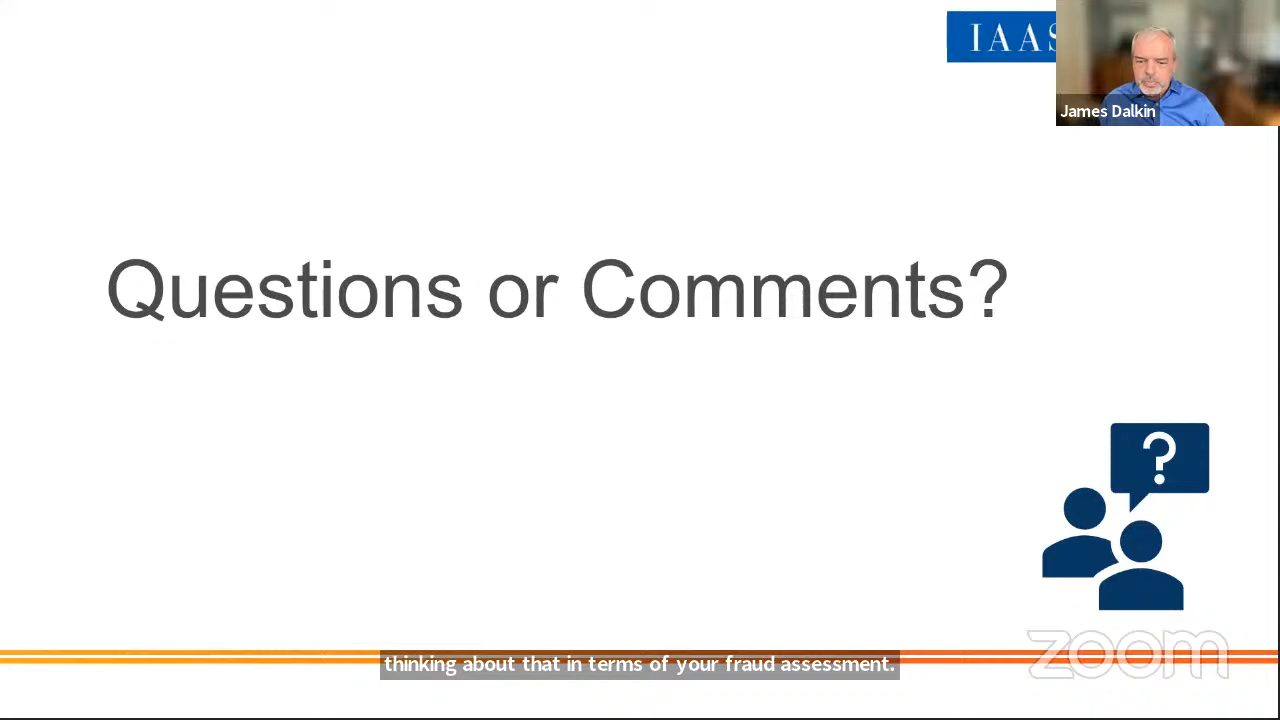 IAAS
James Dalkin
Questions or Comments?
?
thinking about that in terms of your fraud assessment.
zoom